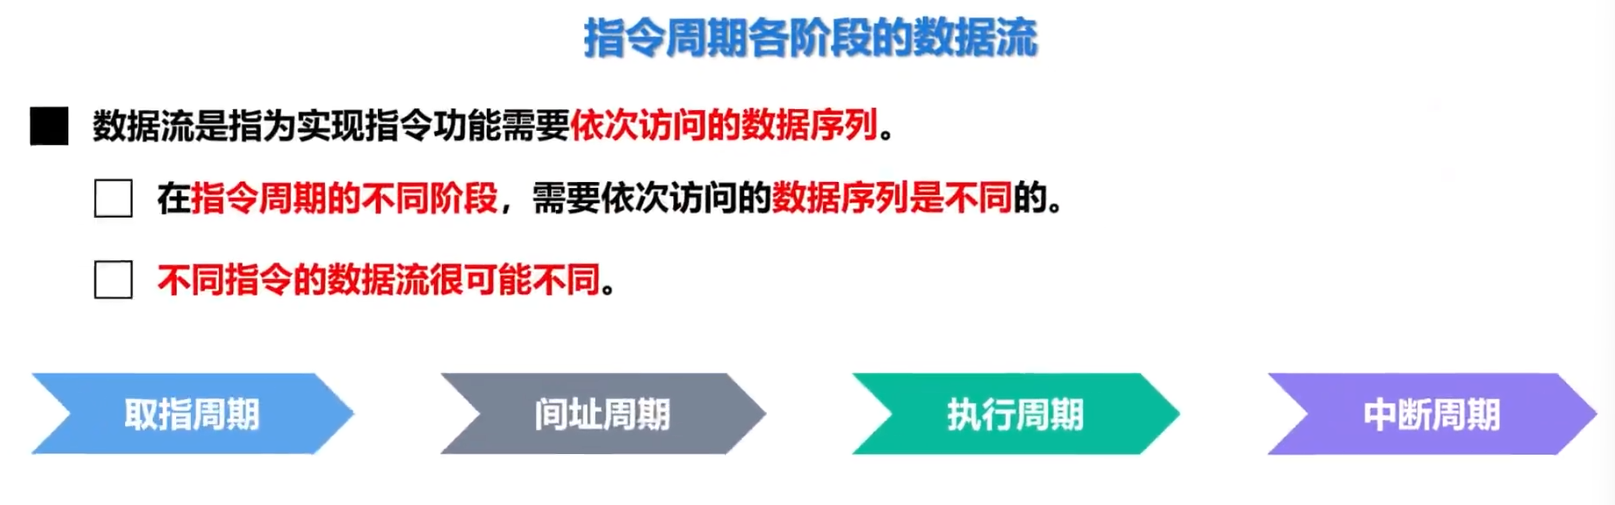 指令周期各阶段的数据流
数据流是指为实现指令功能需要依次访问的数据序列。
在指令周期的不同阶段，需要依次访问的数据序列是不同的。
不同指令的数据流很可能不同。
取指周期
间址周期
执行周期
中断周期